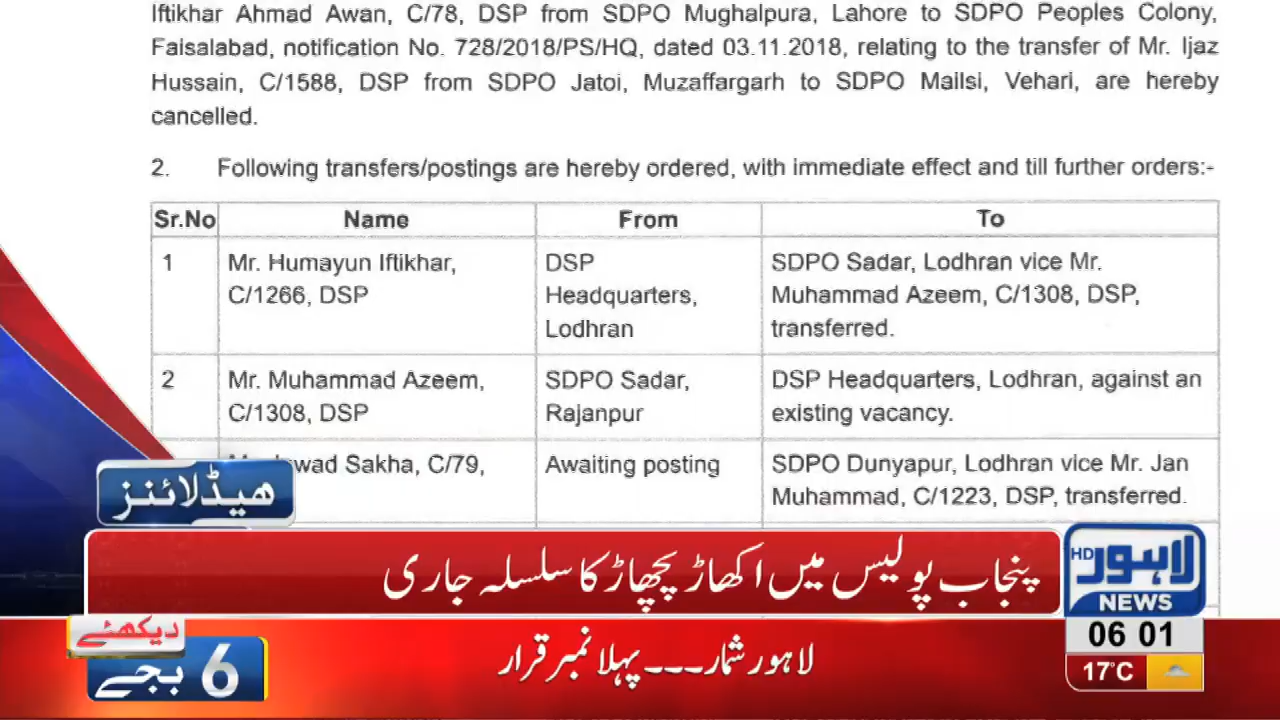 Iftikhar Ahmad Awan, C/78, DSP from SDPO Mughalpura, Lahore to SDPO Peoples Colony,
Faisalabad, notification No. 728/2018/PS/HQ, dated 03.11.2018, relating to the transfer of Mr. Ijaz
Hussain, C/1588, DSP from SDPO Jatoi, Muzaffargarh to SDPO Mailsi, Vehari, are hereby
cancelled.
2. Following transfers/postings are hereby ordered, with immediate effect and till further orders:-
Sr.No Name From To
1 Mr. Humayun Iftikhar, DSP SDPO Sadar, Lodhran vice Mr.
C/1266, DSP Headquarters, Muhammad Azeem, C/1308, DSP,
Lodhran transferred.
2 Mr. Muhammad Azeem, SDPO Sadar, DSP Headquarters, Lodhran, against an
C/1308, DSP Rajanpur existing vacancy.
Sakha, C/79, Awaiting posting SDPO Dunyapur, Lodhran vice Mr. Jan
Muhammad, C/1223, DSP, transferred.
ھیڈلائنز
پنجاب پولیس میں اکھاڑ پچھاڑ کا سلسلہ جاری
HD لاہور
NEWS
06 01
17°C
دیکھئے
6 بجے
لاہور شمار۔۔۔ پہلا نمبر قرار